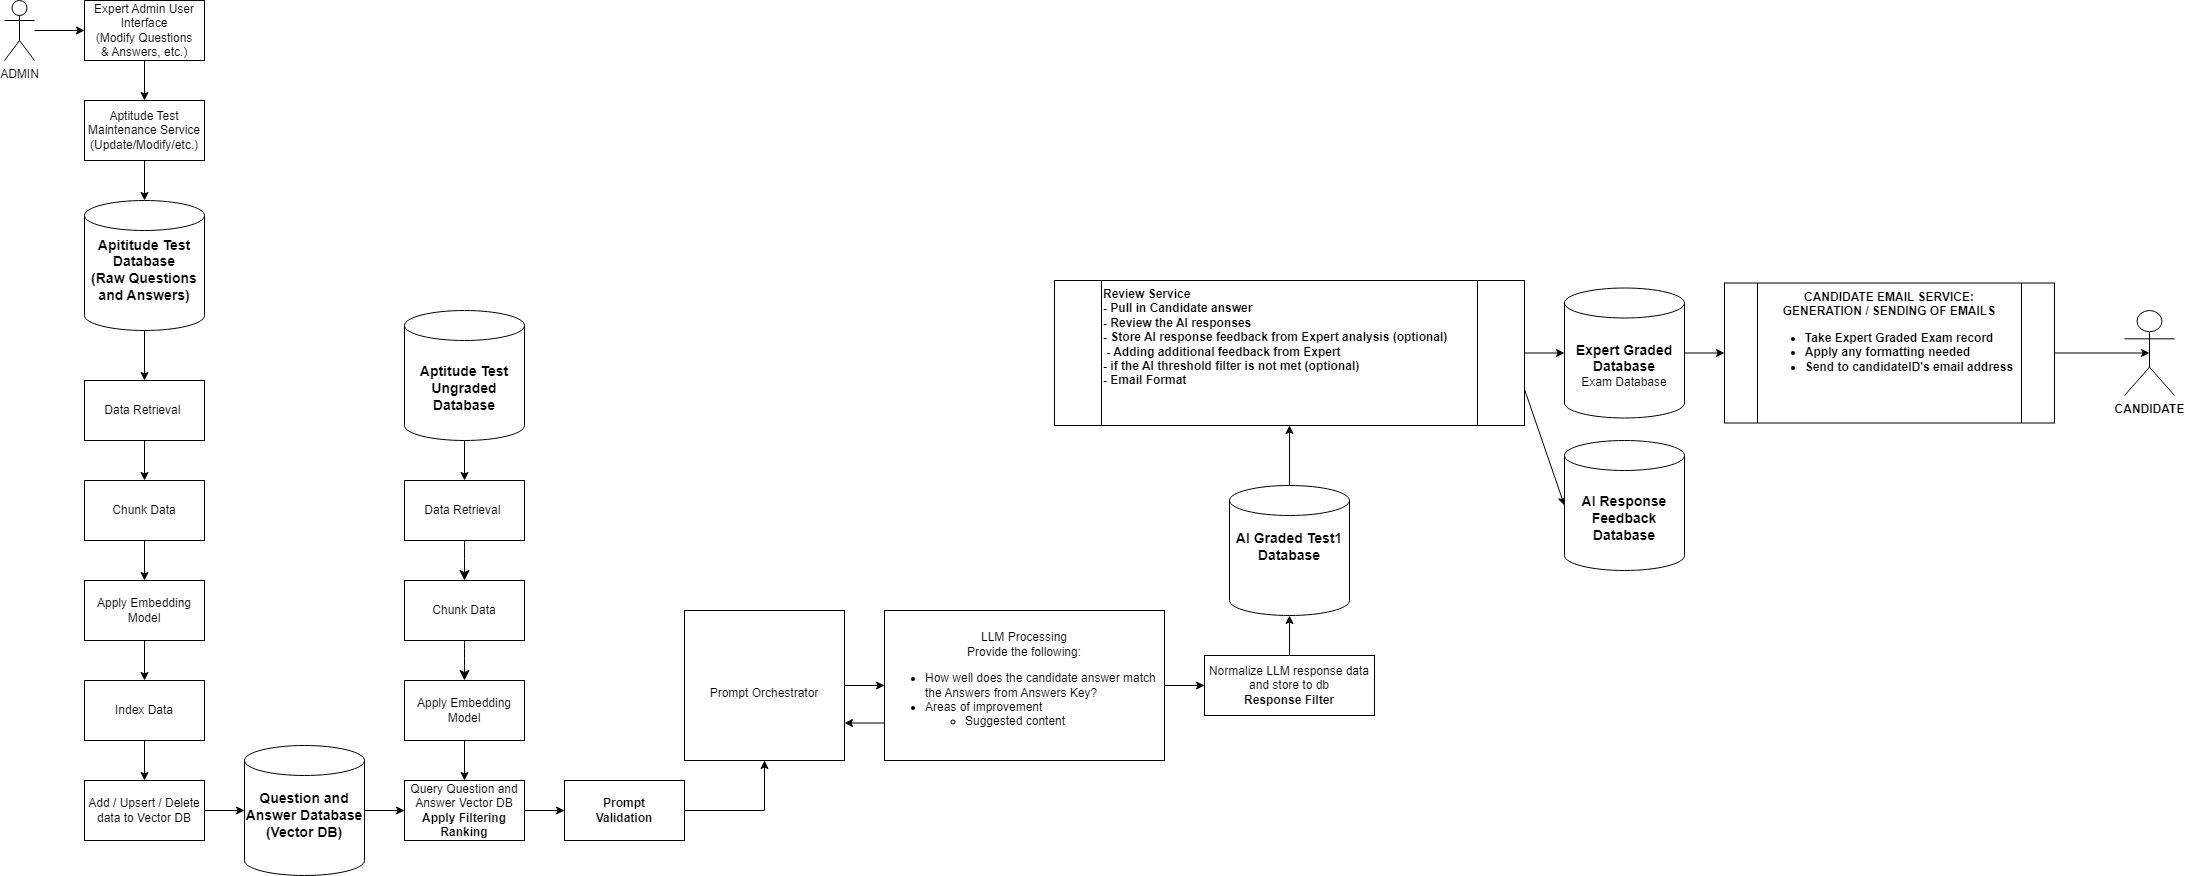 ADMIN
Expert Admin User
Interface
(Modify Questions
& Answers, etc.)
Aptitude Test
Maintenance Service
(Update/Modify/etc.)
Apititude Test
Database
(Raw Questions
and Answers)
Data Retrieval
Chunk Data
Apply Embedding
Model
Index Data
Add / Upsert / Delete
data to Vector DB
Question and
Answer Database
(Vector DB)
Aptitude Test
Ungraded
Database
Data Retrieval
Chunk Data
Apply Embedding
Model
Query Question and
Answer Vector DB
Apply Filtering
Ranking
Prompt
Validation
Prompt Orchestrator
LLM Processing
Provide the following:
• How well does the candidate answer match
the Answers from Answers Key?
• Areas of improvement
○ Suggested content
Normalize LLM response data
and store to db
Response Filter
AI Graded Test1
Database
Review Service
- Pull in Candidate answer
- Review the AI responses
- Store AI response feedback from Expert analysis (optional)
- Adding additional feedback from Expert
- if the AI threshold filter is not met (optional)
- Email Format
Expert Graded
Database
Exam Database
AI Response
Feedback
Database
CANDIDATE EMAIL SERVICE:
GENERATION / SENDING OF EMAILS
• Take Expert Graded Exam record
• Apply any formatting needed
• Send to candidateID's email address
CANDIDATE